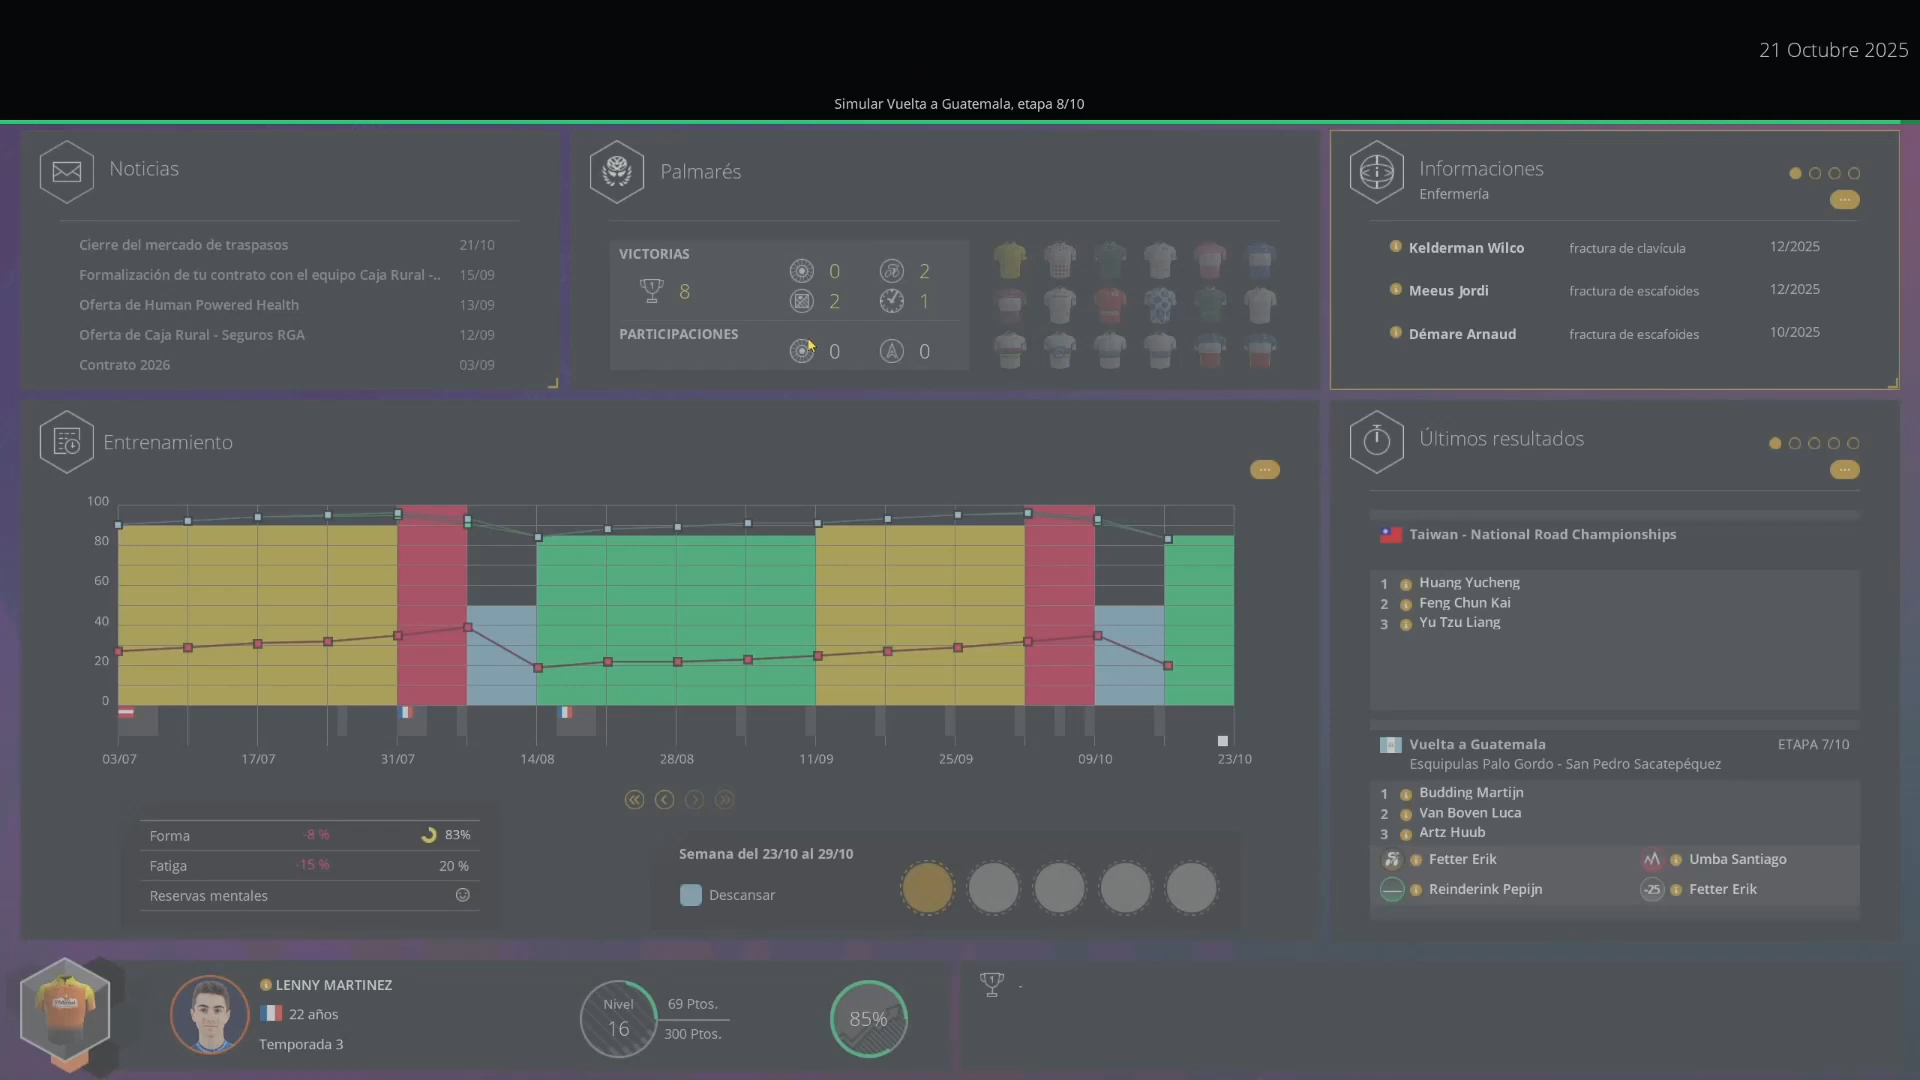 21 Octubre 2025
Simular Vuelta a Guatemala, etapa 8/10
Noticias
Cierre del mercado de traspasos 21/10
Formalización de tu contrato con el equipo Caja Rural -.. 15/09
Oferta de Human Powered Health 13/09
Oferta de Caja Rural - Seguros RGA 12/09
Contrato 2026 03/09
Palmarés
VICTORIAS
8
0 2
2 1
PARTICIPACIONES
0 0
Informaciones
Enfermería
...
Kelderman Wilco fractura de clavícula 12/2025
Meeus Jordi fractura de escafoides 12/2025
Démare Arnaud fractura de escafoides 10/2025
Entrenamiento
...
100
80
60
40
20
0
03/07 17/07 31/07 14/08 28/08 11/09 25/09 09/10 23/10
Forma -8 % 83%
Fatiga -15 % 20 %
Reservas mentales
Semana del 23/10 al 29/10
Descansar
Últimos resultados
...
Taiwan - National Road Championships
1 Huang Yucheng
2 Feng Chun Kai
3 Yu Tzu Liang
Vuelta a Guatemala ETAPA 7/10
Esquipulas Palo Gordo - San Pedro Sacatepéquez
1 Budding Martijn
2 Van Boven Luca
3 Artz Huub
Fetter Erik Umba Santiago
Reinderink Pepijn -25 Fetter Erik
LENNY MARTINEZ
22 años
Temporada 3
Nivel
16
69 Ptos.
300 Ptos.
85%
1 -